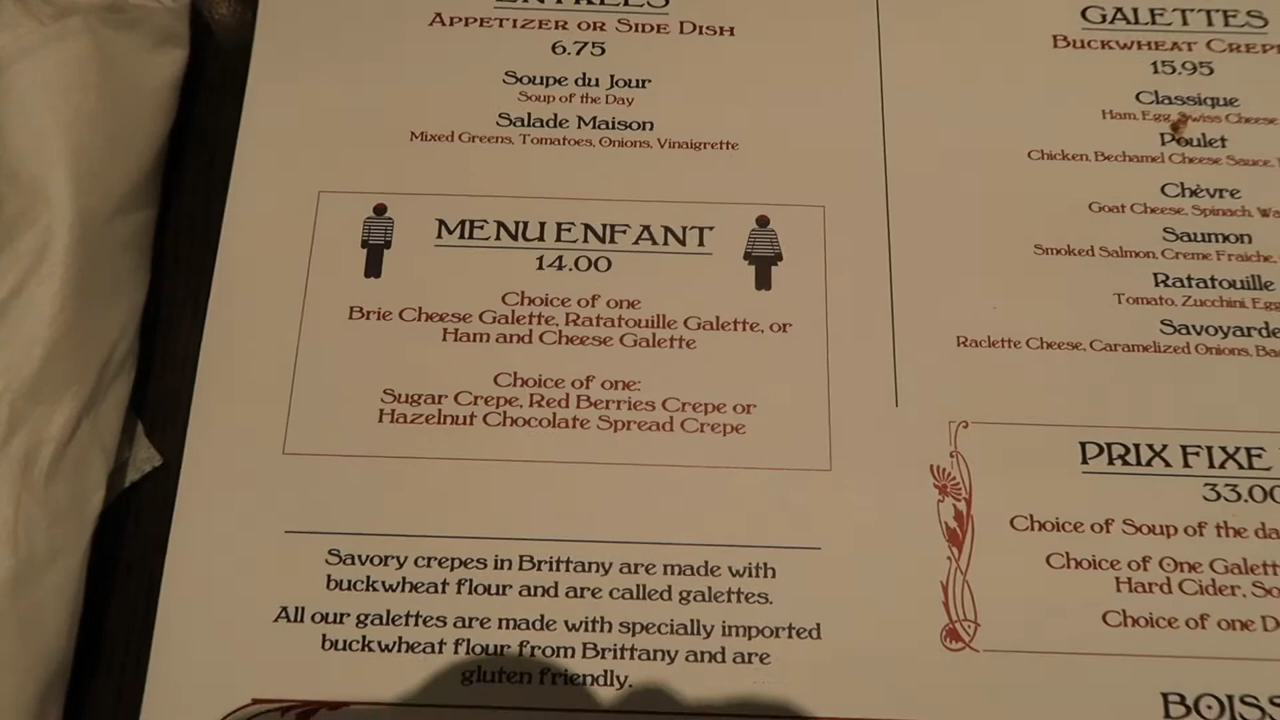 ENTRÉES
APPETIZER OR SIDE DISH
6.75
Soupe du Jour
Soup of the Day
Salade Maison
Mixed Greens, Tomatoes, Onions, Vinaigrette
MENU ENFANT
14.00
Choice of one
Brie Cheese Galette, Ratatouille Galette, or
Ham and Cheese Galette
Choice of one:
Sugar Crepe, Red Berries Crepe or
Hazelnut Chocolate Spread Crepe
Savory crepes in Brittany are made with
buckwheat flour and are called galettes.
All our galettes are made with specially imported
buckwheat flour from Brittany and are
gluten friendly.
GALETTES
BUCKWHEAT CREP
15.95
Classique
Ham, Egg, Swiss Cheese
Poulet
Chicken, Bechamel Cheese Sauce,
Chèvre
Goat Cheese, Spinach, Wa
Saumon
Smoked Salmon, Creme Fraiche,
Ratatouille
Tomato, Zucchini, Egg
Savoyarde
Raclette Cheese, Caramelized Onions, Ba
PRIX FIXE
33.00
Choice of Soup of the da
Choice of One Galett
Hard Cider, So
Choice of one D
BOISS